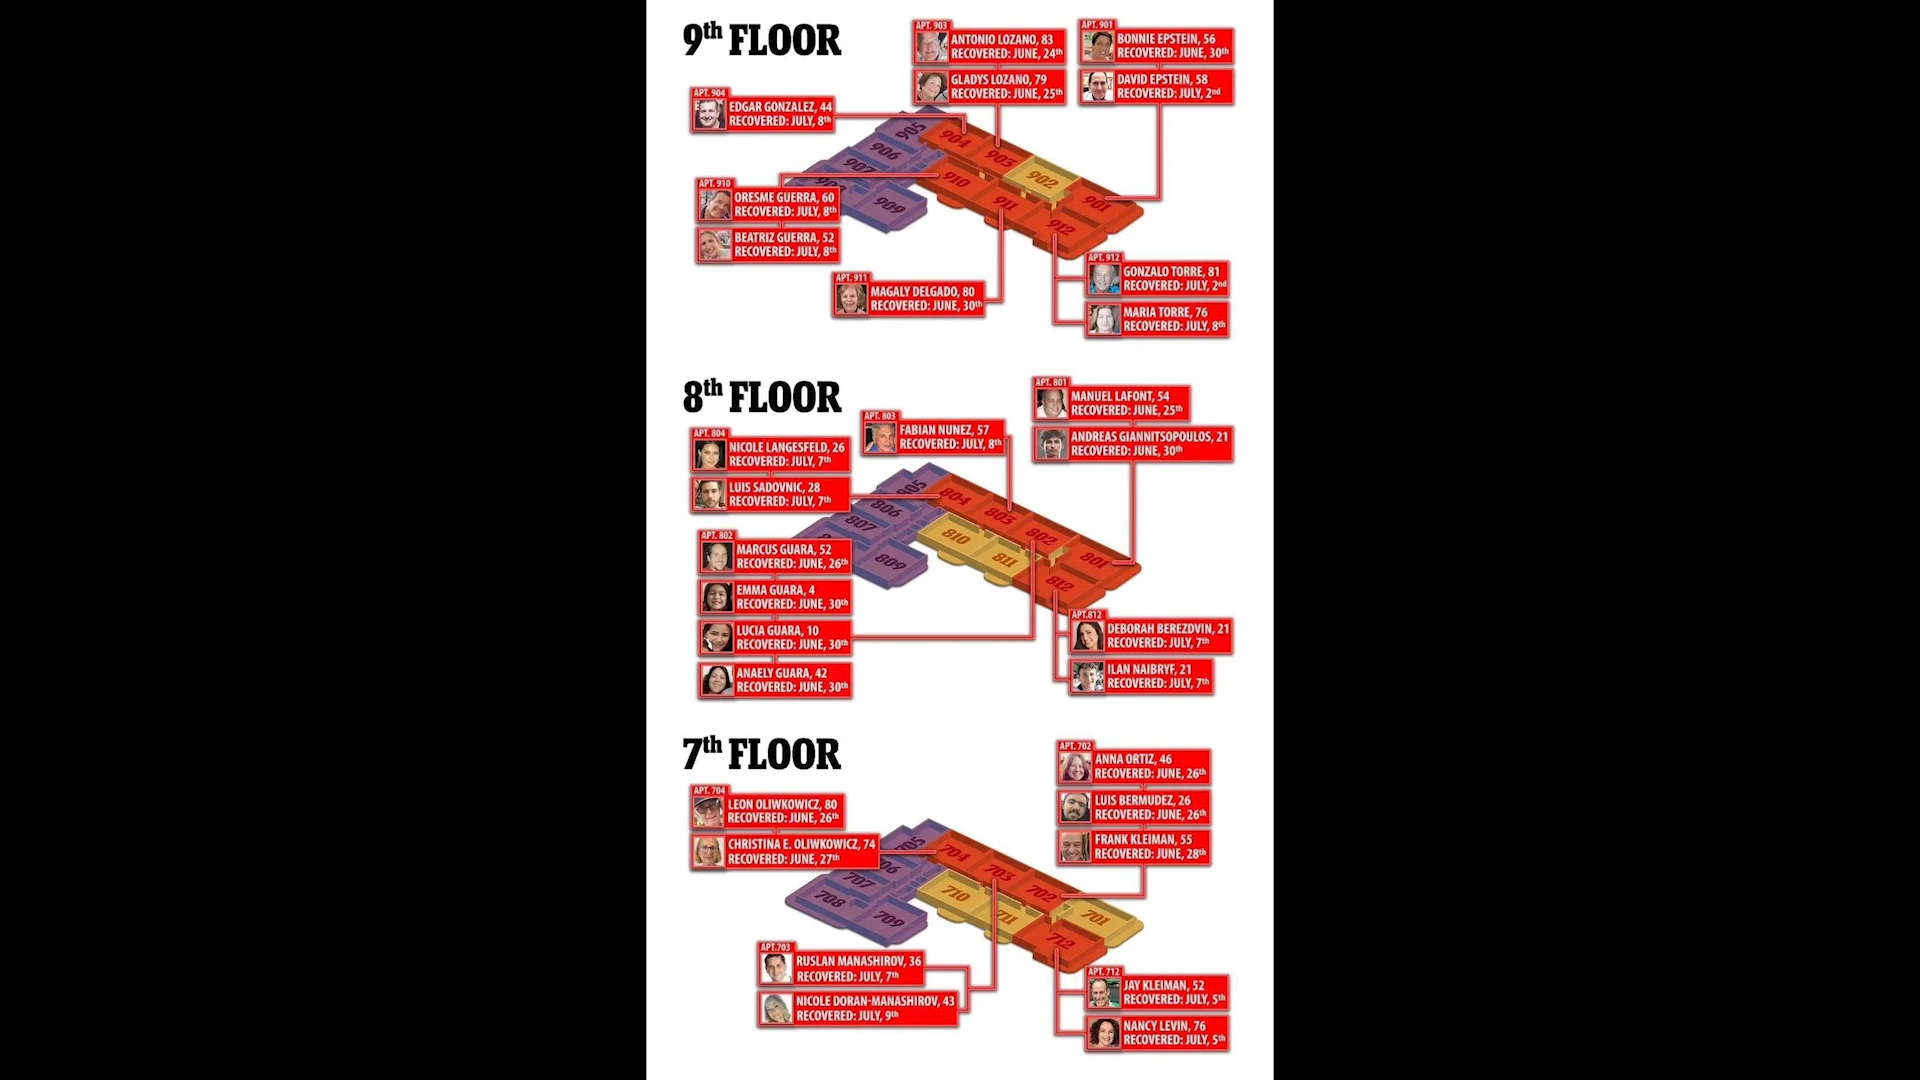 9th FLOOR
APT. 903
ANTONIO LOZANO, 83
RECOVERED: JUNE, 24th
GLADYS LOZANO, 79
RECOVERED: JUNE, 25th
APT. 901
BONNIE EPSTEIN, 56
RECOVERED: JUNE, 30th
DAVID EPSTEIN, 58
RECOVERED: JULY, 2nd
APT. 904
EDGAR GONZALEZ, 44
RECOVERED: JULY, 8th
905
904
906
903
907
902
910
901
911
909
912
APT. 910
ORESME GUERRA, 60
RECOVERED: JULY, 8th
BEATRIZ GUERRA, 52
RECOVERED: JULY, 8th
APT. 911
MAGALY DELGADO, 80
RECOVERED: JUNE, 30th
APT. 912
GONZALO TORRE, 81
RECOVERED: JULY, 2nd
MARIA TORRE, 76
RECOVERED: JULY, 8th
8th FLOOR
APT. 801
MANUEL LAFONT, 54
RECOVERED: JUNE, 25th
ANDREAS GIANNITSOPOULOS, 21
RECOVERED: JUNE, 30th
APT. 803
FABIAN NUNEZ, 57
RECOVERED: JULY, 8th
APT. 804
NICOLE LANGESFELD, 26
RECOVERED: JULY, 7th
LUIS SADOVNIC, 28
RECOVERED: JULY, 7th
805
804
806
803
807
802
810
811
801
809
812
APT. 802
MARCUS GUARA, 52
RECOVERED: JUNE, 26th
EMMA GUARA, 4
RECOVERED: JUNE, 30th
LUCIA GUARA, 10
RECOVERED: JUNE, 30th
ANAELY GUARA, 42
RECOVERED: JUNE, 30th
APT.812
DEBORAH BEREZDVIN, 21
RECOVERED: JULY, 7th
ILAN NAIBRYF, 21
RECOVERED: JULY, 7th
7th FLOOR
APT. 702
ANNA ORTIZ, 46
RECOVERED: JUNE, 26th
LUIS BERMUDEZ, 26
RECOVERED: JUNE, 26th
FRANK KLEIMAN, 55
RECOVERED: JUNE, 28th
APT. 704
LEON OLIWKOWICZ, 80
RECOVERED: JUNE, 26th
CHRISTINA E. OLIWKOWICZ, 74
RECOVERED: JUNE, 27th
704
703
707
702
708
710
711
701
709
712
APT.703
RUSLAN MANASHIROV, 36
RECOVERED: JULY, 7th
NICOLE DORAN-MANASHIROV, 43
RECOVERED: JULY, 9th
APT. 712
JAY KLEIMAN, 52
RECOVERED: JULY, 5th
NANCY LEVIN, 76
RECOVERED: JULY, 5th